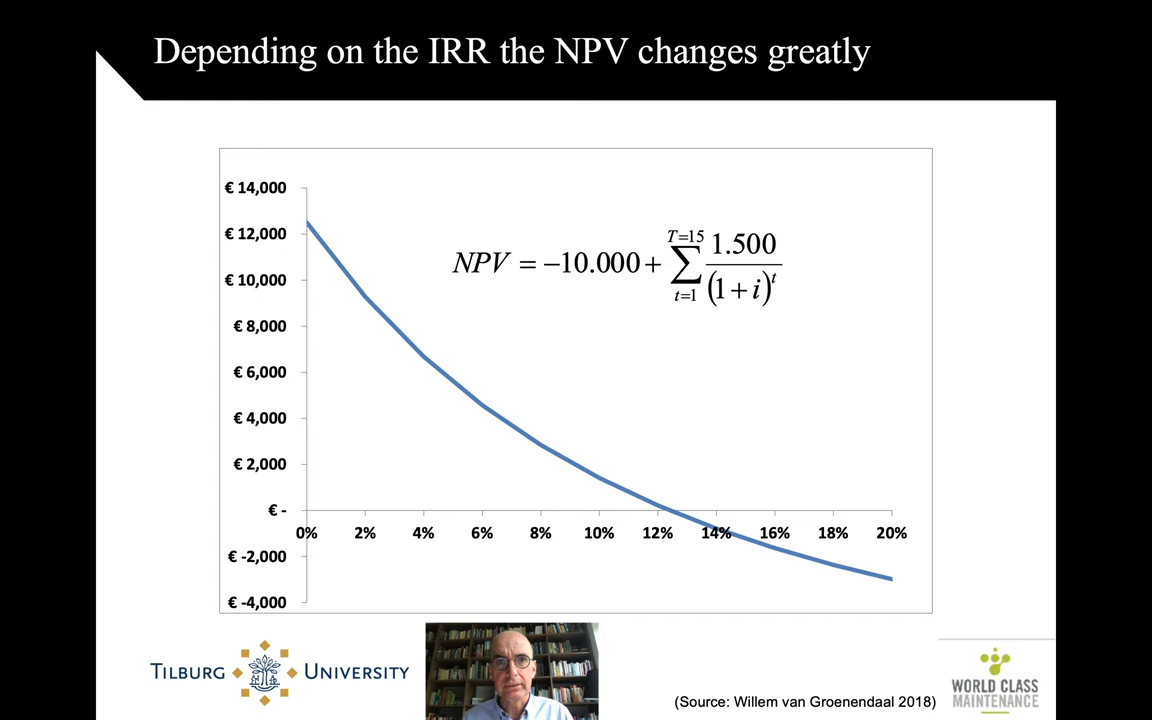 Depending on the IRR the NPV changes greatly
€ 14,000
€ 12,000
€ 10,000
€ 8,000
€ 6,000
€ 4,000
€ 2,000
€ -
€ -2,000
€ -4,000
NPV = −10.000 + ∑ T=15 t=1 1.500 / (1 + i)^t
0% 2% 4% 6% 8% 10% 12% 14% 16% 18% 20%
TILBURG UNIVERSITY
(Source: Willem van Groenendaal 2018)
WORLD CLASS
MAINTENANCE